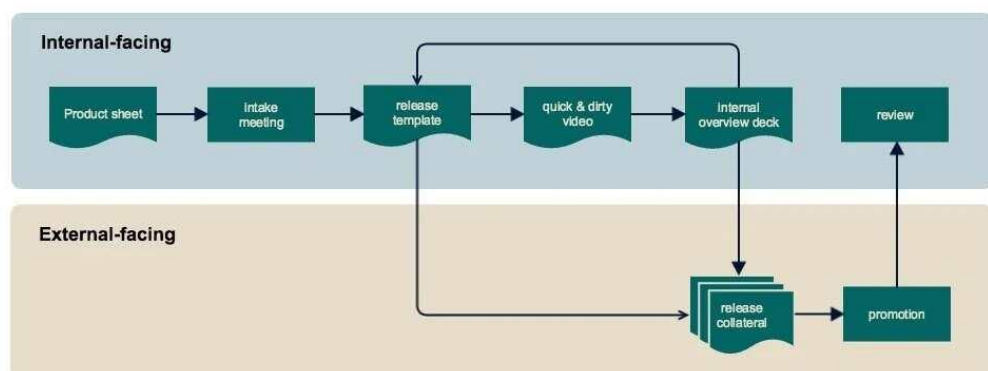 Internal-facing
Product sheet
intake
meeting
release
template
quick & dirty
video
internal
overview deck
review
External-facing
release
collateral
promotion